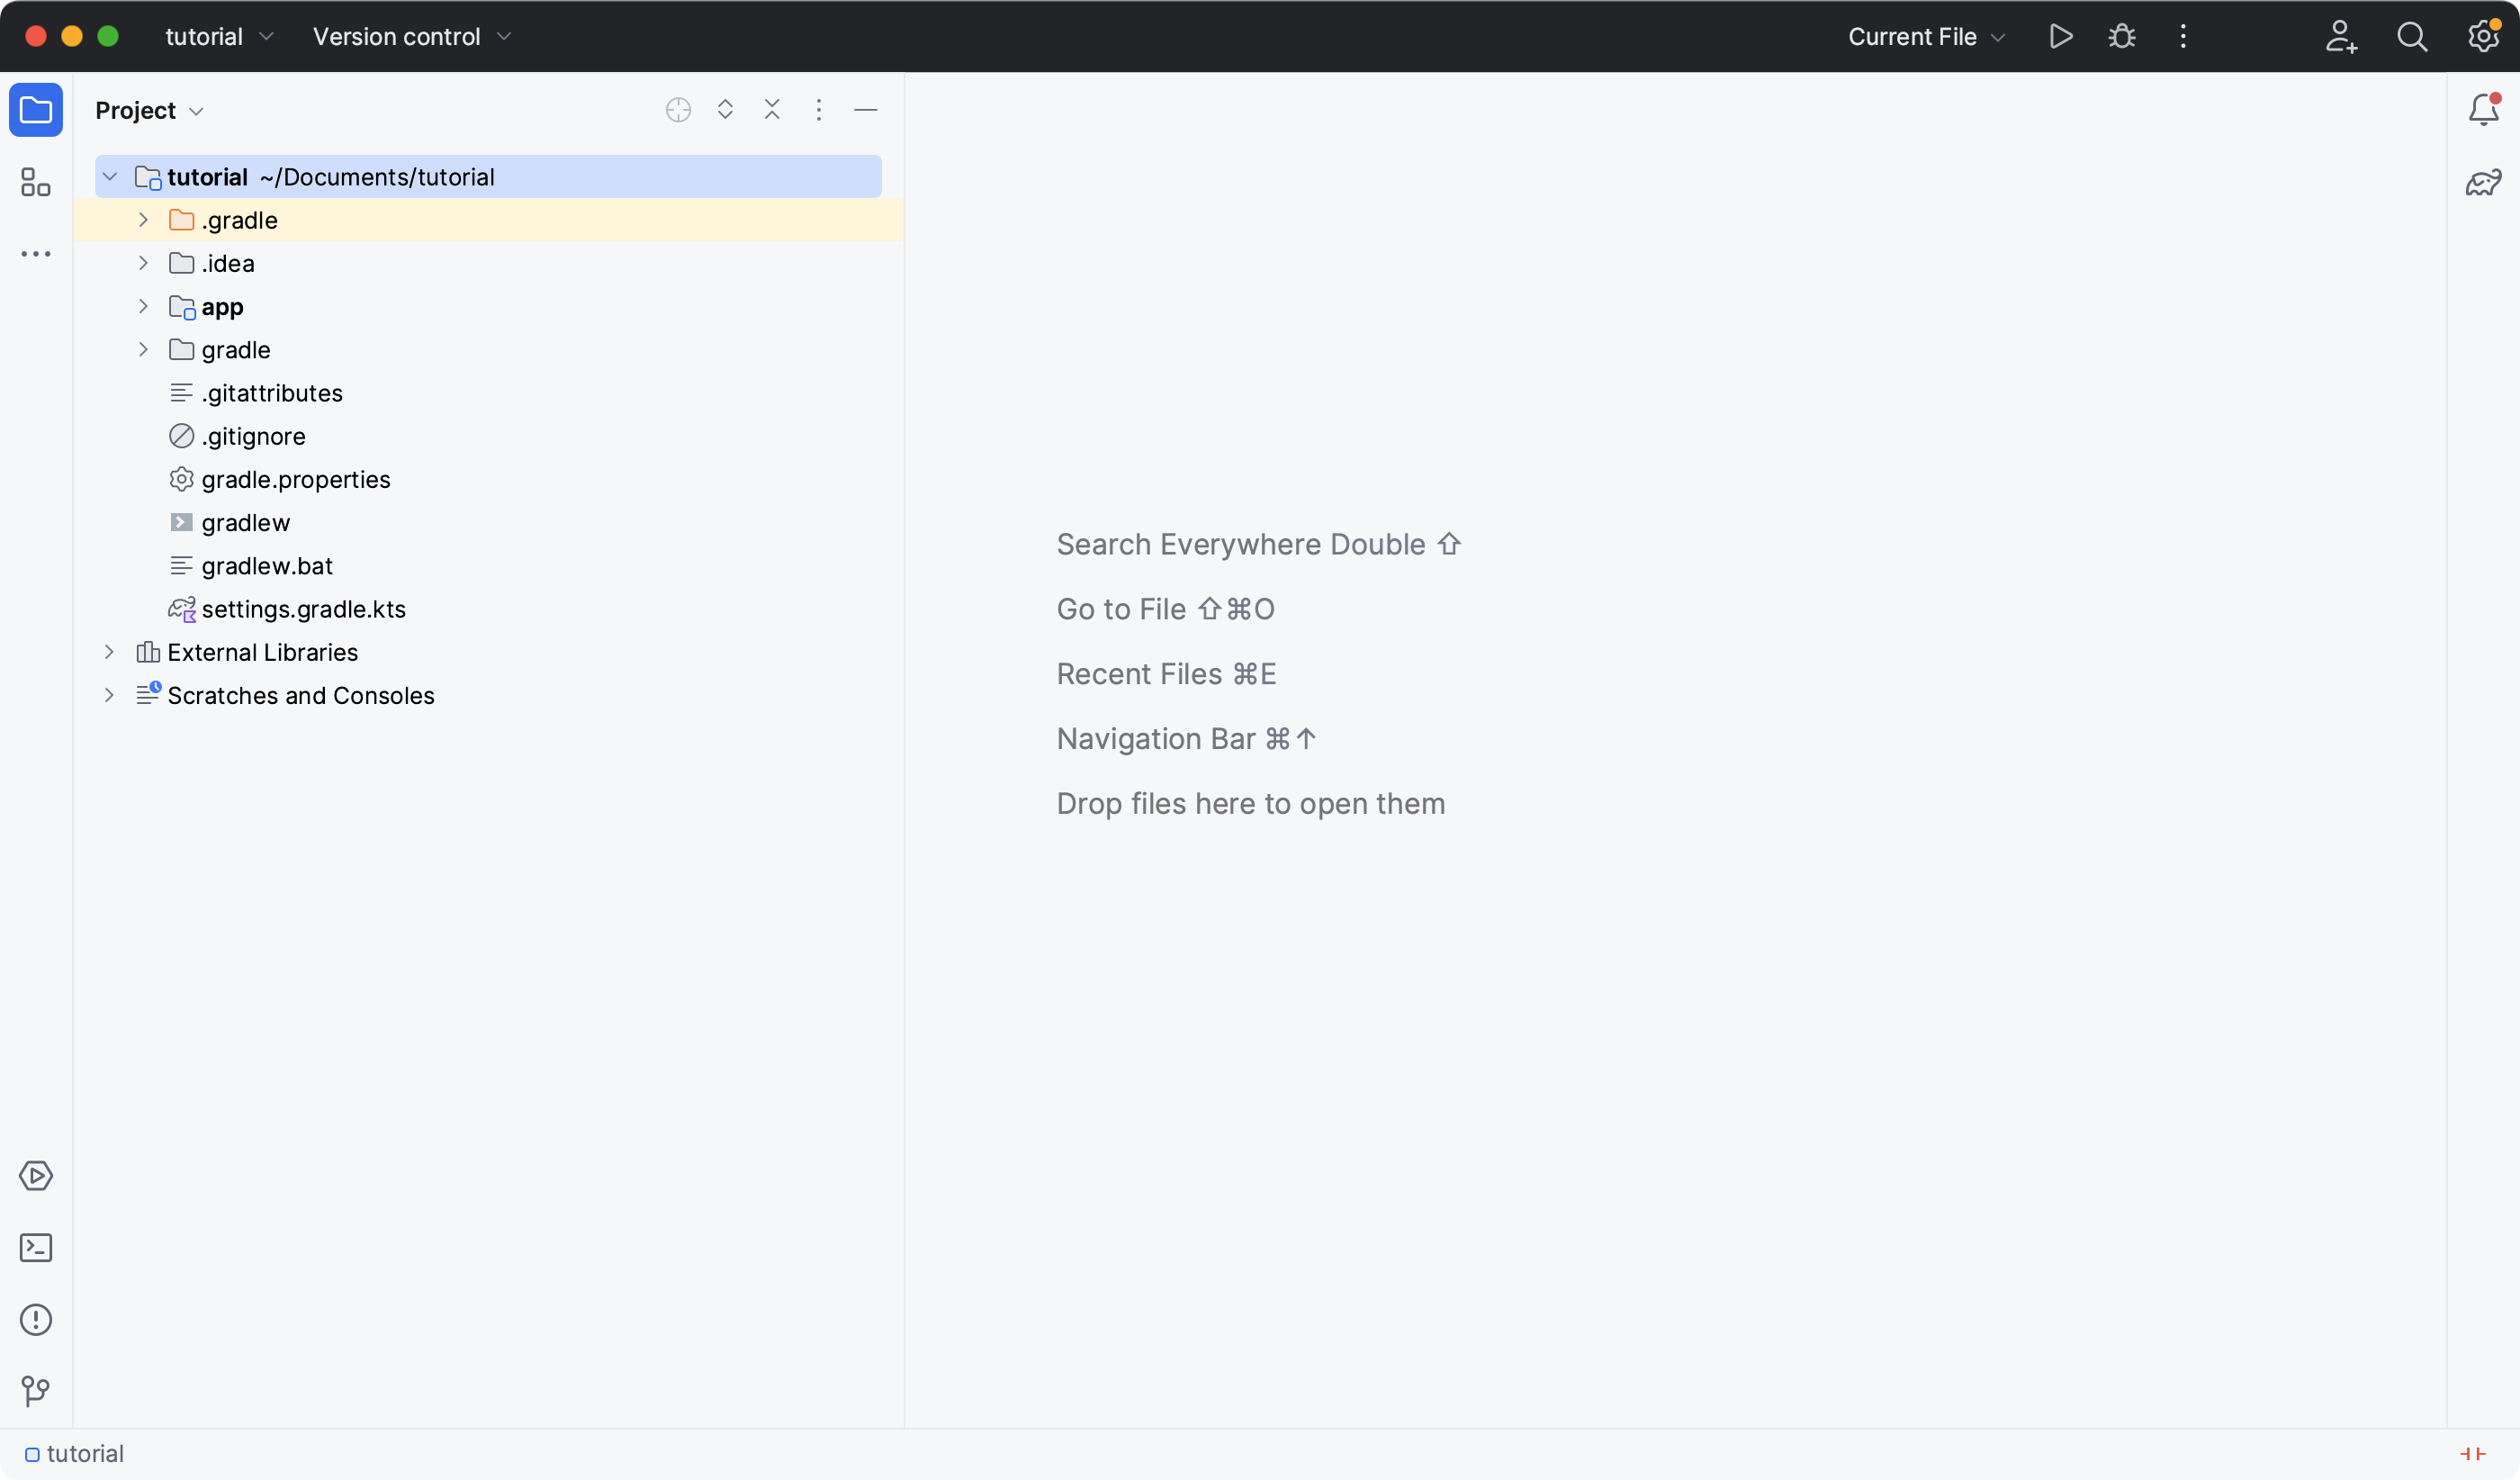 tutorial Version control Current File
Project
tutorial ~/Documents/tutorial
.gradle
.idea
app
gradle
.gitattributes
.gitignore
gradle.properties
gradlew
gradlew.bat
settings.gradle.kts
External Libraries
Scratches and Consoles
Search Everywhere Double ⇧
Go to File ⇧⌘O
Recent Files ⌘E
Navigation Bar ⌘↑
Drop files here to open them
tutorial